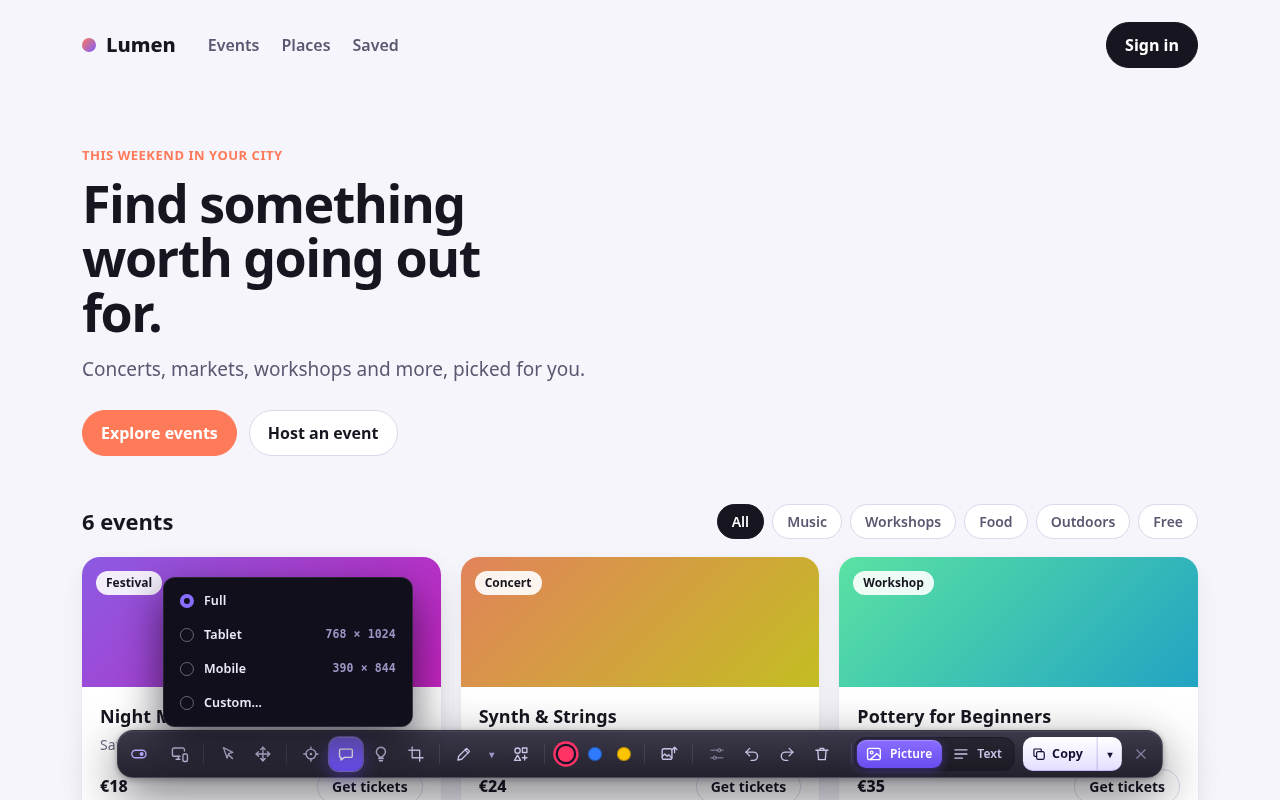 Lumen
Events
Places
Saved
Sign in
THIS WEEKEND IN YOUR CITY
Find something
worth going out
for.
Concerts, markets, workshops and more, picked for you.
Explore events
Host an event
6 events
All
Music
Workshops
Food
Outdoors
Free
Festival
Concert
Workshop
Full
Tablet
768 × 1024
Mobile
390 × 844
Custom...
Night
Synth & Strings
Pottery for Beginners
Picture
Text
Copy
€18
Get tickets
€24
Get tickets
€35
Get tickets